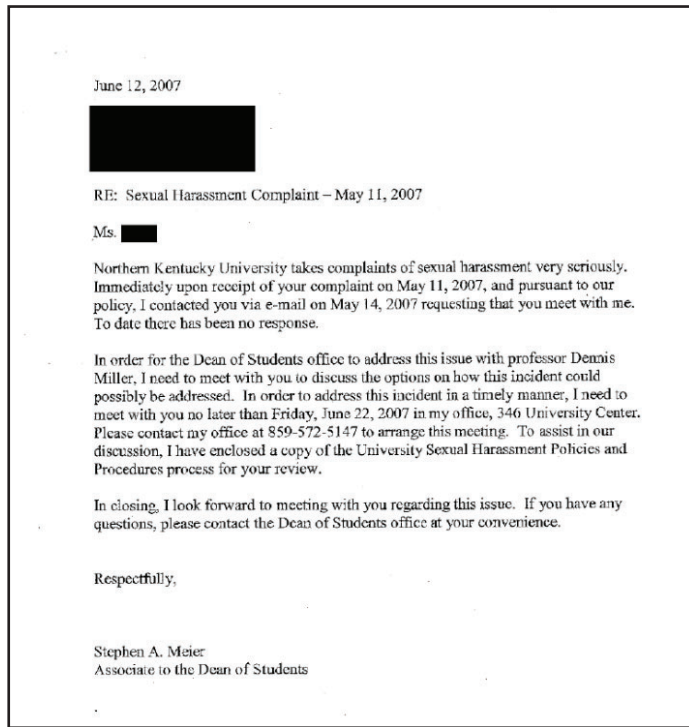 June 12, 2007
RE: Sexual Harassment Complaint – May 11, 2007
Ms.
Northern Kentucky University takes complaints of sexual harassment very seriously.
Immediately upon receipt of your complaint on May 11, 2007, and pursuant to our
policy, I contacted you via e-mail on May 14, 2007 requesting that you meet with me.
To date there has been no response.
In order for the Dean of Students office to address this issue with professor Dennis
Miller, I need to meet with you to discuss the options on how this incident could
possibly be addressed. In order to address this incident in a timely manner, I need to
meet with you no later than Friday, June 22, 2007 in my office, 346 University Center.
Please contact my office at 859-572-5147 to arrange this meeting. To assist in our
discussion, I have enclosed a copy of the University Sexual Harassment Policies and
Procedures process for your review.
In closing, I look forward to meeting with you regarding this issue. If you have any
questions, please contact the Dean of Students office at your convenience.
Respectfully,
Stephen A. Meier
Associate to the Dean of Students